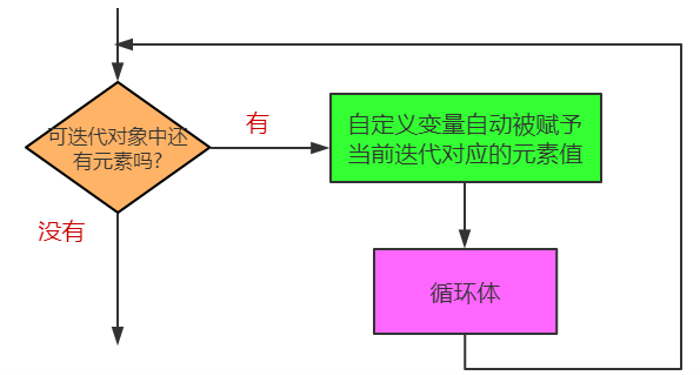 可迭代对象中还
有元素吗?
有
自定义变量自动被赋予
当前迭代对应的元素值
没有
循环体